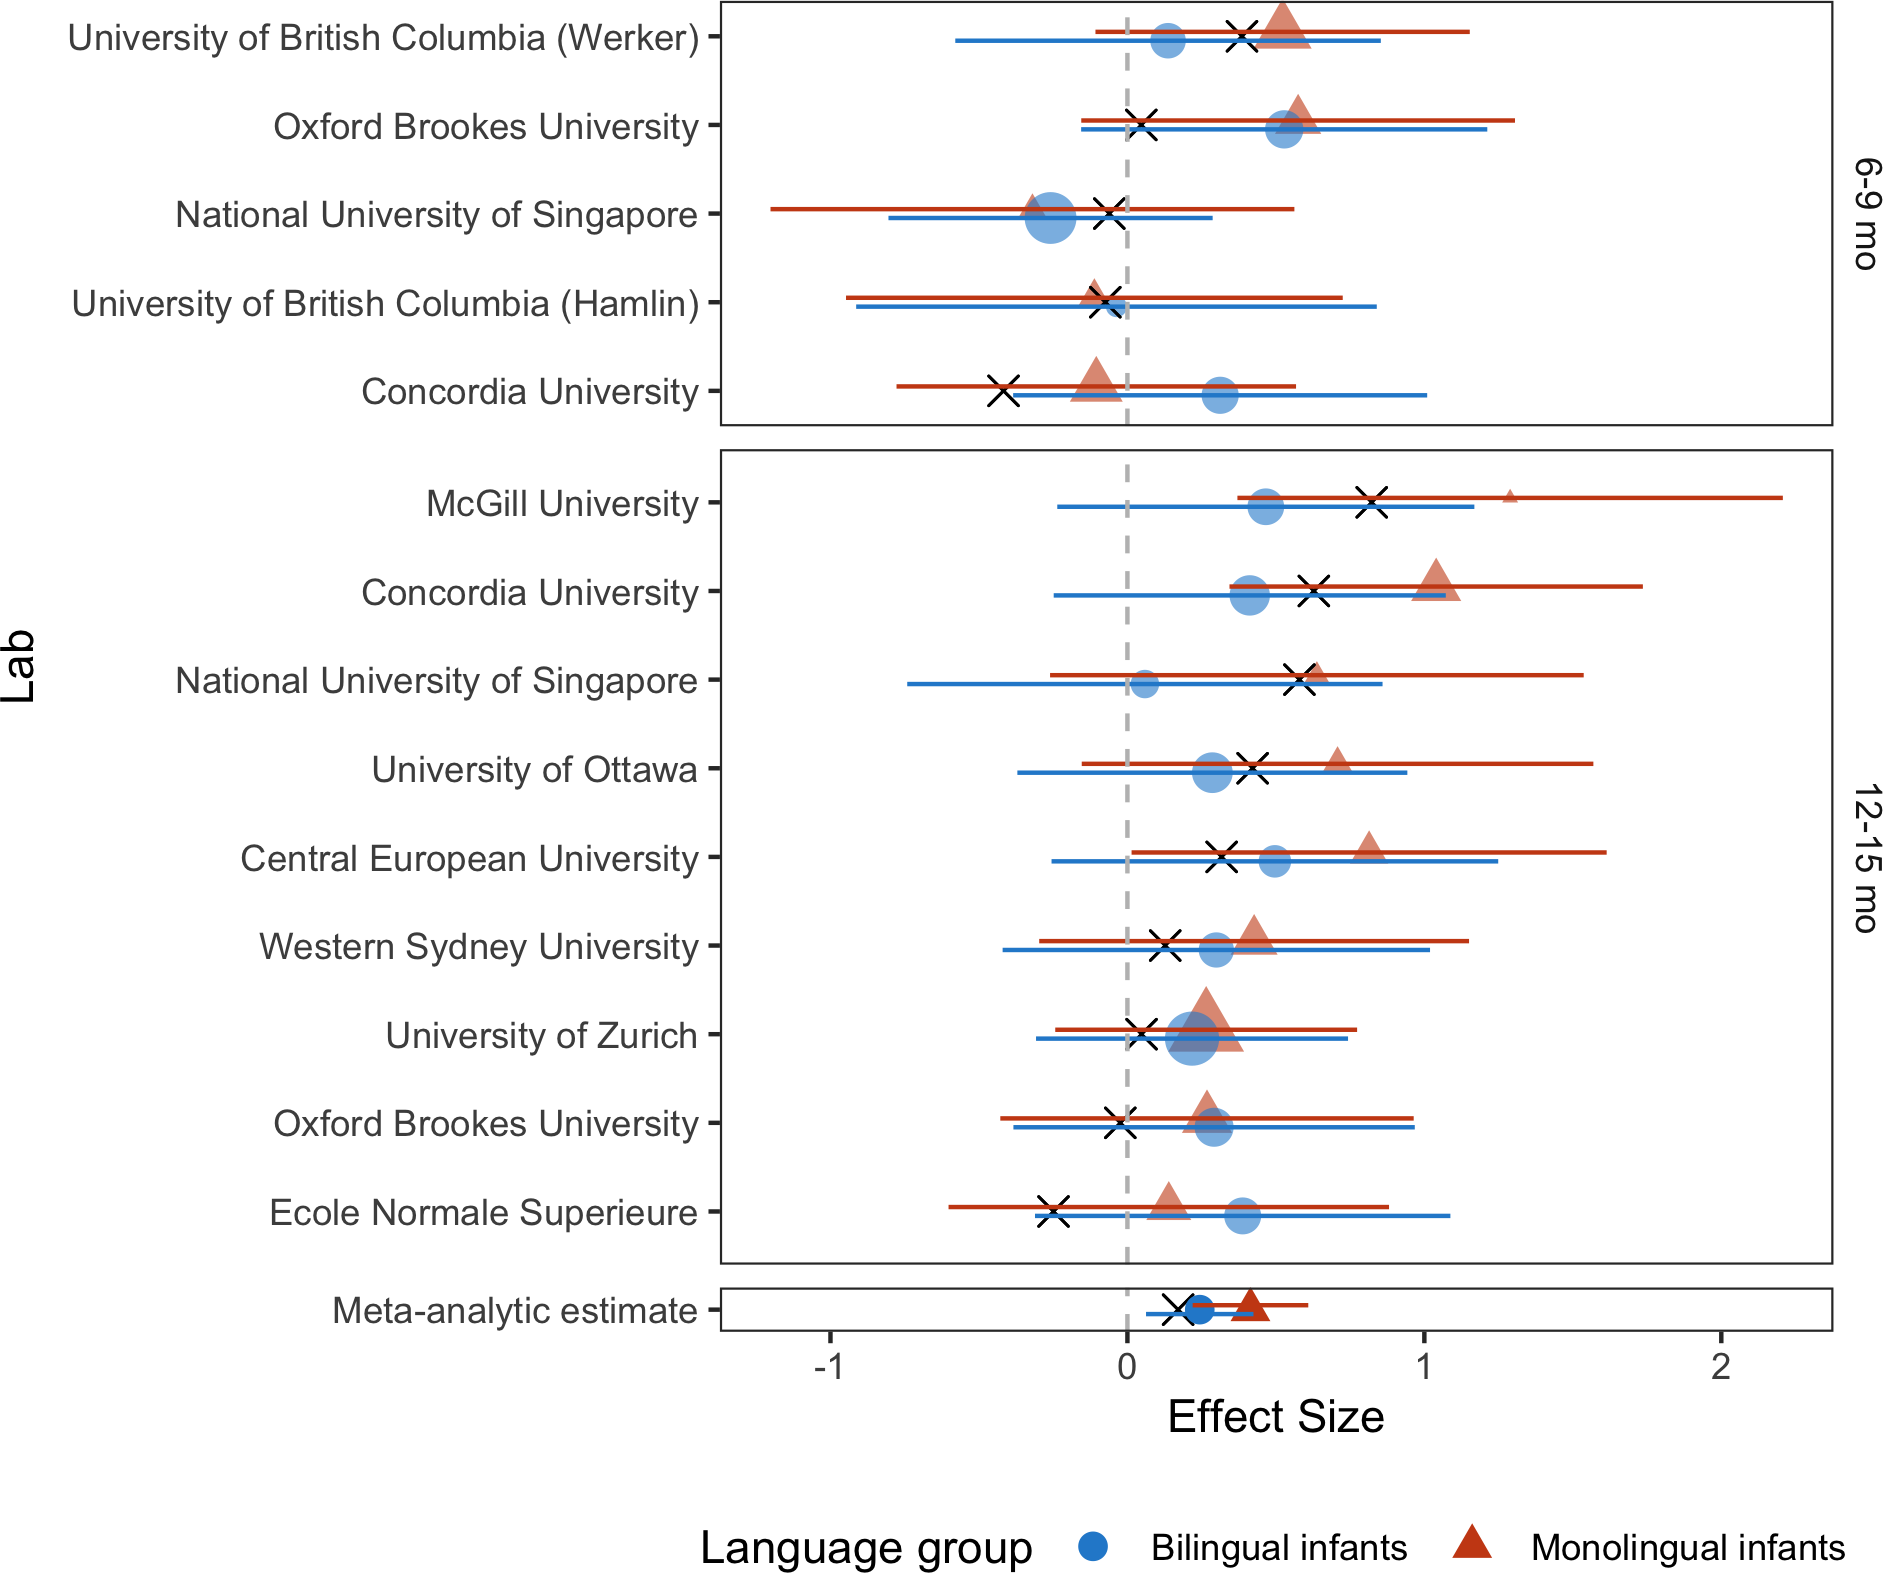 University of British Columbia (Werker)
Oxford Brookes University
National University of Singapore
University of British Columbia (Hamlin)
Concordia University
6-9 mo
McGill University
Concordia University
National University of Singapore
University of Ottawa
Central European University
Western Sydney University
University of Zurich
Oxford Brookes University
Ecole Normale Superieure
12-15 mo
Lab
Meta-analytic estimate
-1 0 1 2
Effect Size
Language group Bilingual infants Monolingual infants